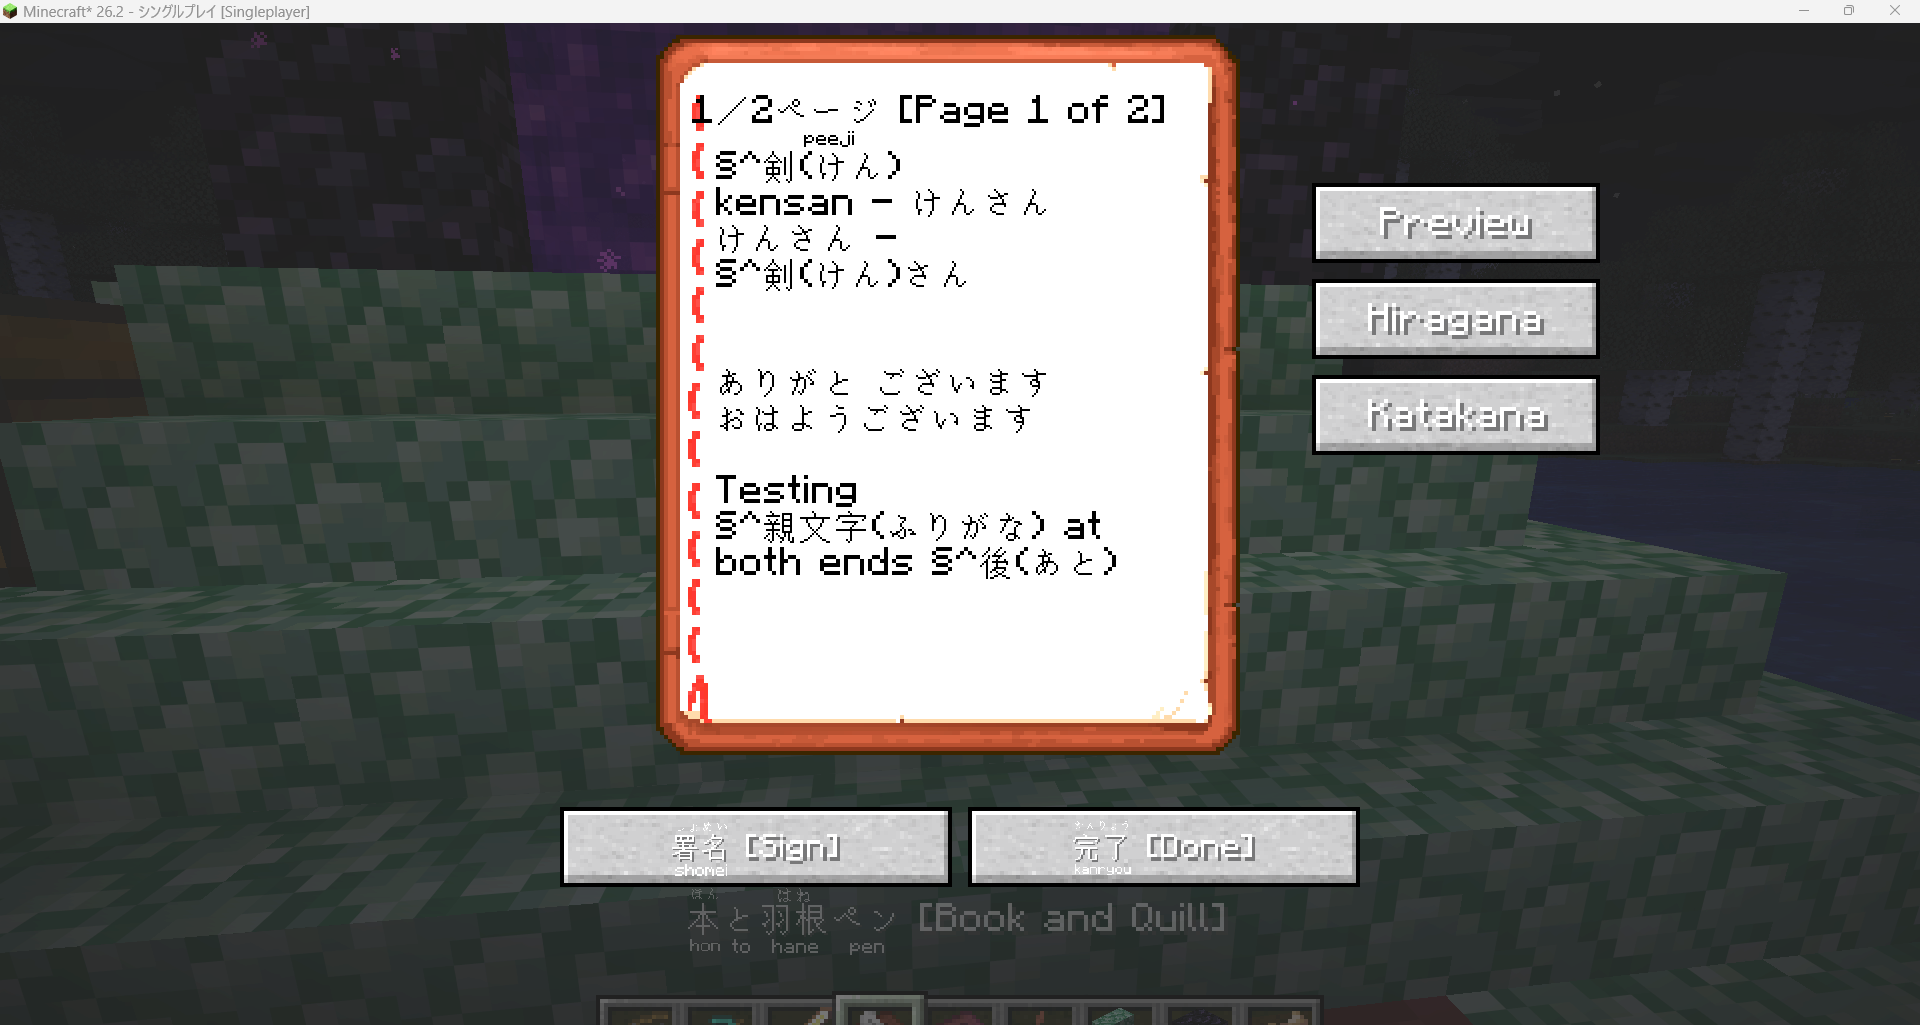 Minecraft* 26.2 - シングルプレイ [Singleplayer]
1／2ページ [Page 1 of 2]
peeji
§^剣(けん)
kensan - けんさん
けんさん -
§^剣(けん)さん
ありがと ございます
おはようございます
Testing
§^親文字(ふりがな) at
both ends §^後(あと)
Preview
Hiragana
Katakana
しょめい
署名 [Sign]
shomei
かんりょう
完了 [Done]
kanryou
ほん はね
本と羽根ペン [Book and Quill]
hon to hane pen